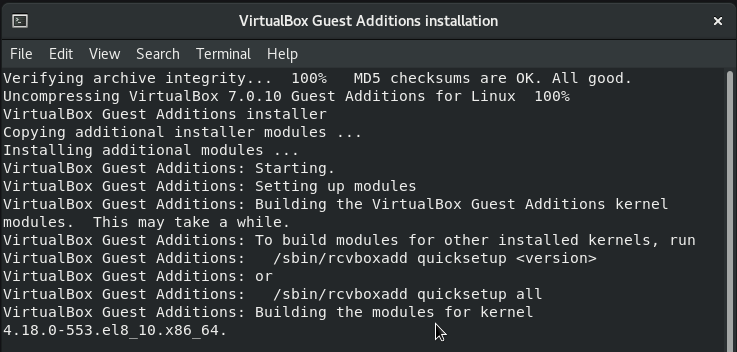 VirtualBox Guest Additions installation
File Edit View Search Terminal Help
Verifying archive integrity...  100%   MD5 checksums are OK. All good.
Uncompressing VirtualBox 7.0.10 Guest Additions for Linux  100%
VirtualBox Guest Additions installer
Copying additional installer modules ...
Installing additional modules ...
VirtualBox Guest Additions: Starting.
VirtualBox Guest Additions: Setting up modules
VirtualBox Guest Additions: Building the VirtualBox Guest Additions kernel
modules.  This may take a while.
VirtualBox Guest Additions: To build modules for other installed kernels, run
VirtualBox Guest Additions:   /sbin/rcvboxadd quicksetup <version>
VirtualBox Guest Additions: or
VirtualBox Guest Additions:   /sbin/rcvboxadd quicksetup all
VirtualBox Guest Additions: Building the modules for kernel
4.18.0-553.el8_10.x86_64.